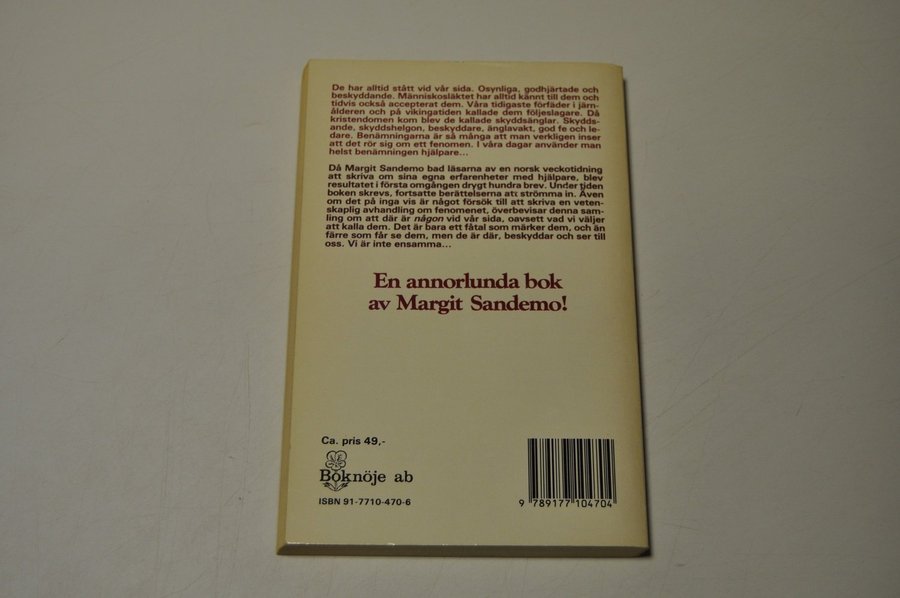 De har alltid stått vid vår sida. Osynliga, godhjärtade och
beskyddande. Människosläktet har alltid känt till dem och
tidvis också accepterat dem. Våra tidigaste förfäder i järn-
åldern och på vikingatiden kallade dem följeslagare. Då
kristendomen kom blev de kallade skyddsänglar. Skydds-
ande, skyddshelgon, beskyddare, änglavakt, god fe och le-
dare. Benämningarna är så många att man verkligen inser
att det rör sig om ett fenomen. I våra dagar använder man
helst benämningen hjälpare...
Då Margit Sandemo bad läsarna av en norsk veckotidning
att skriva om sina egna erfarenheter med hjälpare, blev
resultatet i första omgången drygt hundra brev. Under tiden
boken skrevs, fortsatte berättelserna att strömma in. Även
om det på inga vis är något försök till att skriva en veten-
skaplig avhandling om fenomenet, överbevisar denna sam-
ling om att där är någon vid vår sida, oavsett vad vi väljer
att kalla dem. Det är bara ett fåtal som märker dem, och än
färre som får se dem, men de är där, beskyddar och ser till
oss. Vi är inte ensamma...
En annorlunda bok
av Margit Sandemo!
Ca. pris 49,-
Boknöje ab
ISBN 91-7710-470-6
9 789177 104704